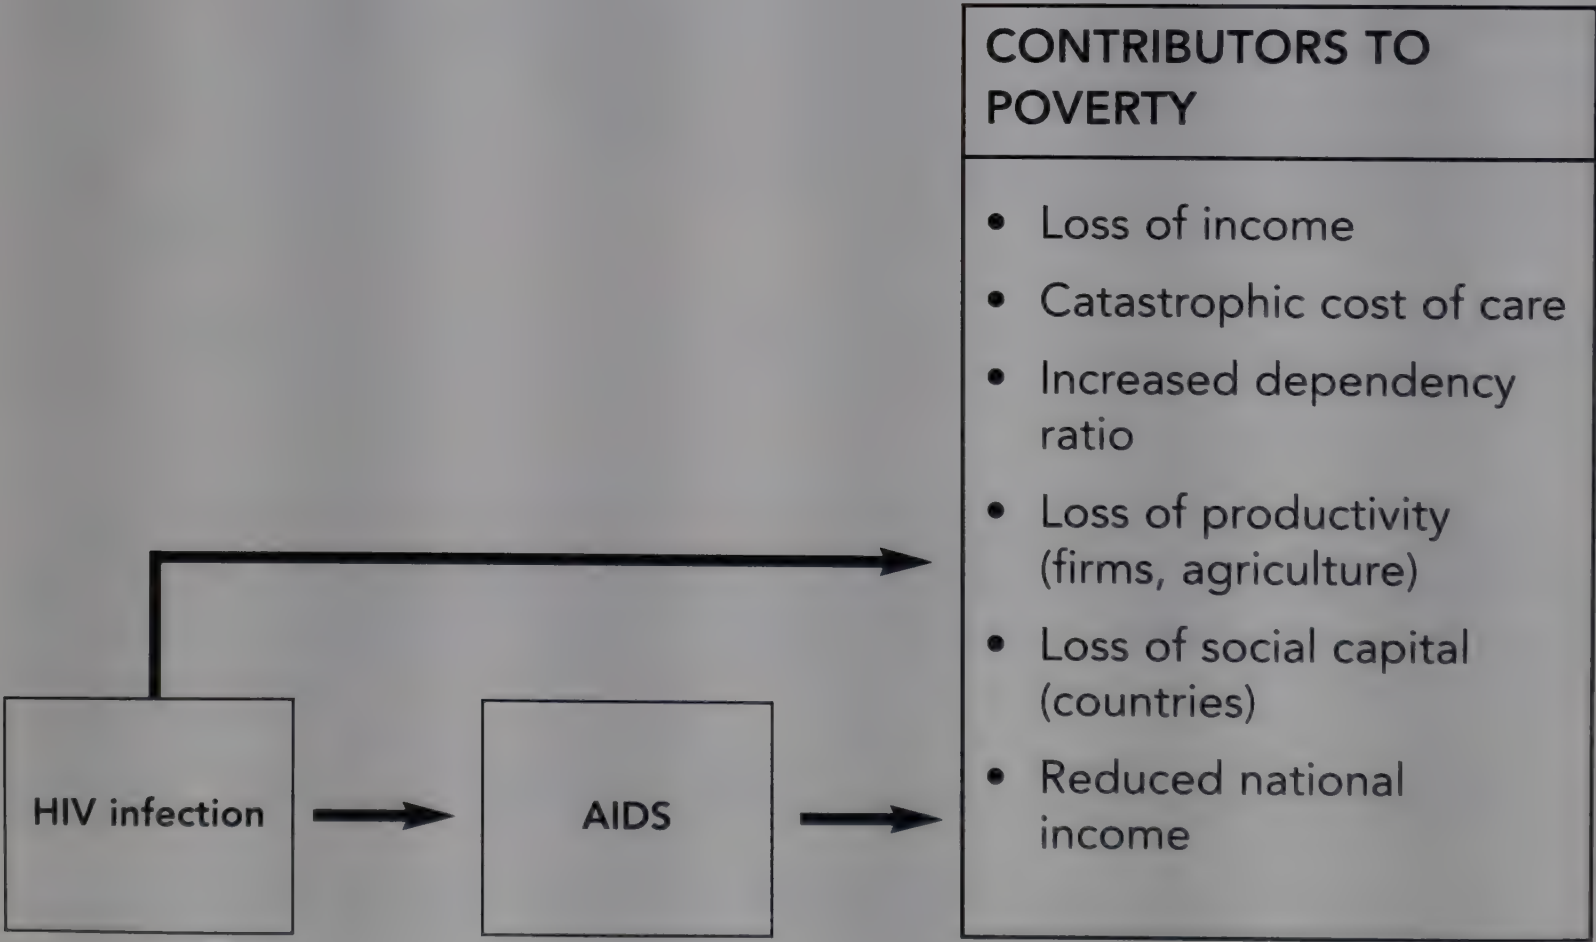 CONTRIBUTORS TO
POVERTY
• Loss of income
• Catastrophic cost of care
• Increased dependency
ratio
• Loss of productivity
(firms, agriculture)
• Loss of social capital
(countries)
• Reduced national
income
HIV infection
AIDS